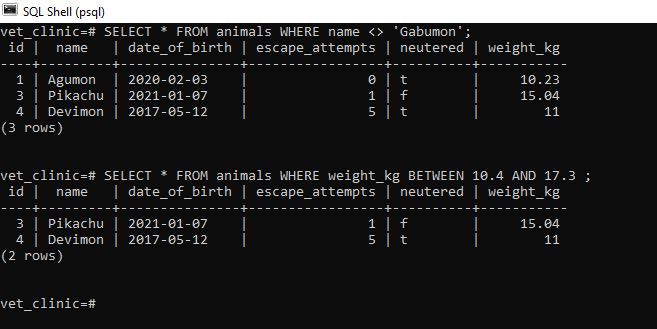 SQL Shell (psql)
vet_clinic=# SELECT * FROM animals WHERE name <> 'Gabumon';
 id |  name   | date_of_birth | escape_attempts | neutered | weight_kg
----+---------+---------------+-----------------+----------+-----------
  1 | Agumon  | 2020-02-03    |               0 | t        |     10.23
  3 | Pikachu | 2021-01-07    |               1 | f        |     15.04
  4 | Devimon | 2017-05-12    |               5 | t        |        11
(3 rows)
vet_clinic=# SELECT * FROM animals WHERE weight_kg BETWEEN 10.4 AND 17.3 ;
 id |  name   | date_of_birth | escape_attempts | neutered | weight_kg
----+---------+---------------+-----------------+----------+-----------
  3 | Pikachu | 2021-01-07    |               1 | f        |     15.04
  4 | Devimon | 2017-05-12    |               5 | t        |        11
(2 rows)
vet_clinic=#